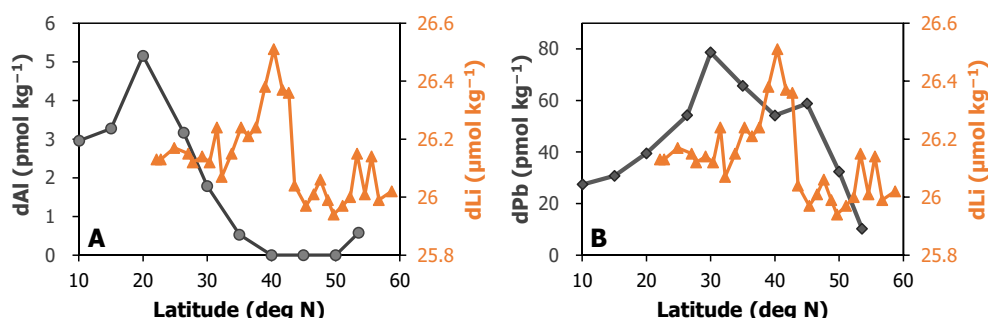 6
5
4
3
2
1
0
dAl (pmol kg⁻¹)
26.6
26.4
26.2
26
25.8
dLi (μmol kg⁻¹)
A
10 20 30 40 50 60
Latitude (deg N)
80
60
40
20
0
dPb (pmol kg⁻¹)
26.6
26.4
26.2
26
25.8
dLi (μmol kg⁻¹)
B
10 20 30 40 50 60
Latitude (deg N)